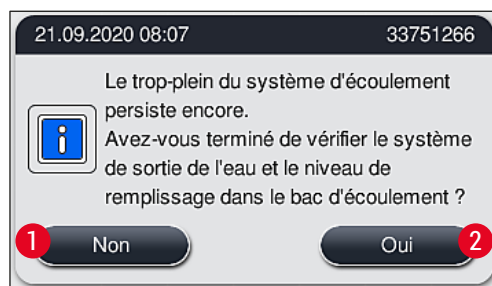 21.09.2020 08:07 33751266
Le trop-plein du système d'écoulement
persiste encore.
Avez-vous terminé de vérifier le système
de sortie de l'eau et le niveau de
remplissage dans le bac d'écoulement ?
1 Non Oui 2